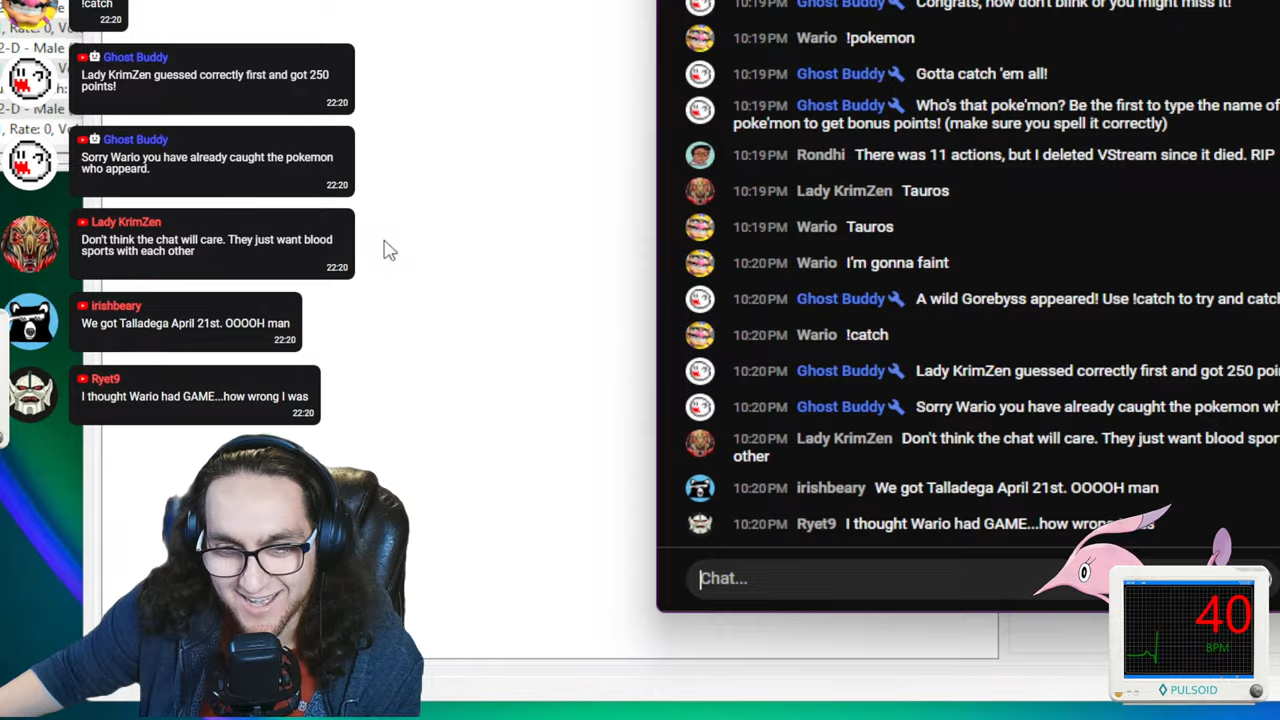 !catch
22:20
, Rate: 0, Vo
2-D - Male
Ghost Buddy
Lady KrimZen guessed correctly first and got 250
points!
22:20
2-D - Male
, Rate: 0, Vo
Ghost Buddy
Sorry Wario you have already caught the pokemon
who appeard.
22:20
Lady KrimZen
Don't think the chat will care. They just want blood
sports with each other
22:20
irishbeary
We got Talladega April 21st. OOOOH man
22:20
Ryet9
I thought Wario had GAME...how wrong I was
22:20
10:19PM Ghost Buddy Congrats, now don't blink or you might miss it!
10:19PM Wario !pokemon
10:19PM Ghost Buddy Gotta catch 'em all!
10:19PM Ghost Buddy Who's that poke'mon? Be the first to type the name of
poke'mon to get bonus points! (make sure you spell it correctly)
10:19PM Rondhi There was 11 actions, but I deleted VStream since it died. RIP
10:19PM Lady KrimZen Tauros
10:19PM Wario Tauros
10:20PM Wario I'm gonna faint
10:20PM Ghost Buddy A wild Gorebyss appeared! Use !catch to try and catc
10:20PM Wario !catch
10:20PM Ghost Buddy Lady KrimZen guessed correctly first and got 250 poi
10:20PM Ghost Buddy Sorry Wario you have already caught the pokemon wh
10:20PM Lady KrimZen Don't think the chat will care. They just want blood spor
other
10:20PM irishbeary We got Talladega April 21st. OOOOH man
10:20PM Ryet9 I thought Wario had GAME...how wron
Chat...
40
BPM
PULSOID